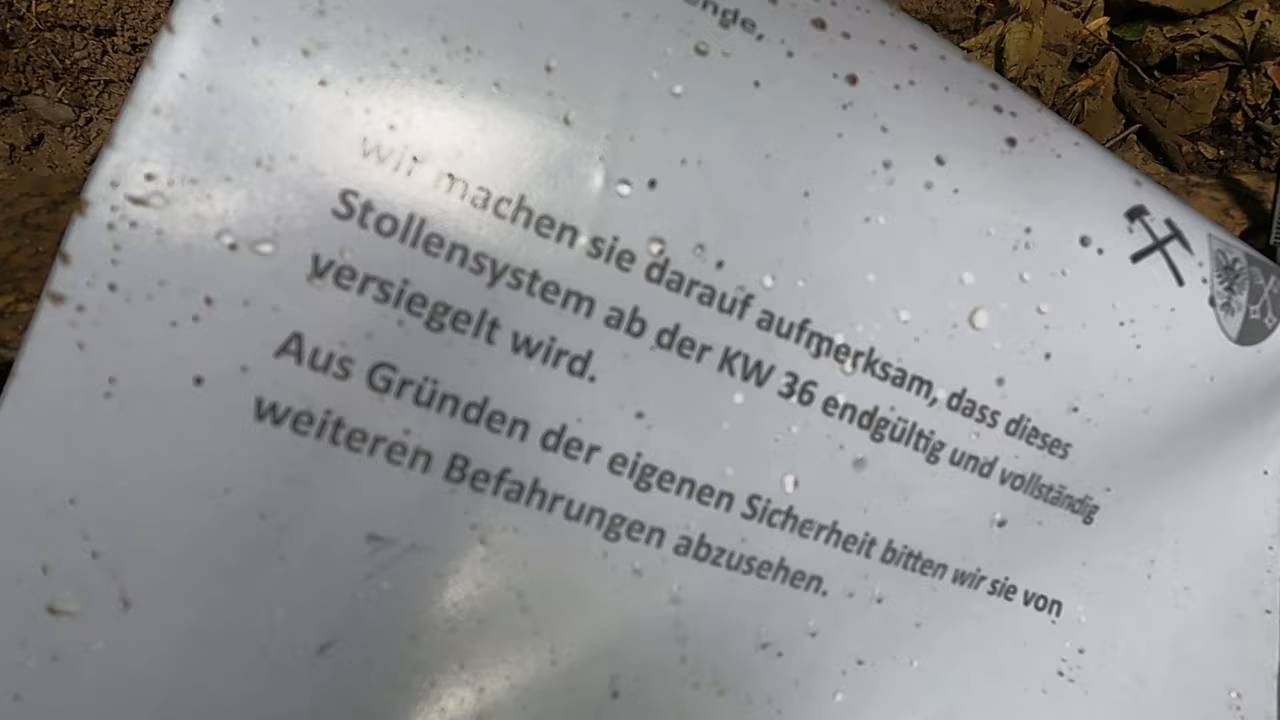 wir machen sie darauf aufmerksam, dass dieses
Stollensystem ab der KW 36 endgültig und vollständig
versiegelt wird.
Aus Gründen der eigenen Sicherheit bitten wir sie von
weiteren Befahrungen abzusehen.